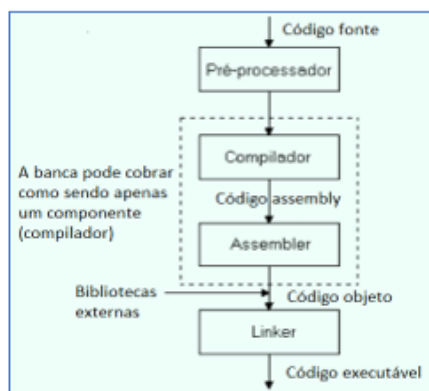 Código fonte
Pré-processador
Compilador
A banca pode cobrar
como sendo apenas
um componente
(compilador)
Código assembly
Assembler
Bibliotecas
externas
Código objeto
Linker
Código executável